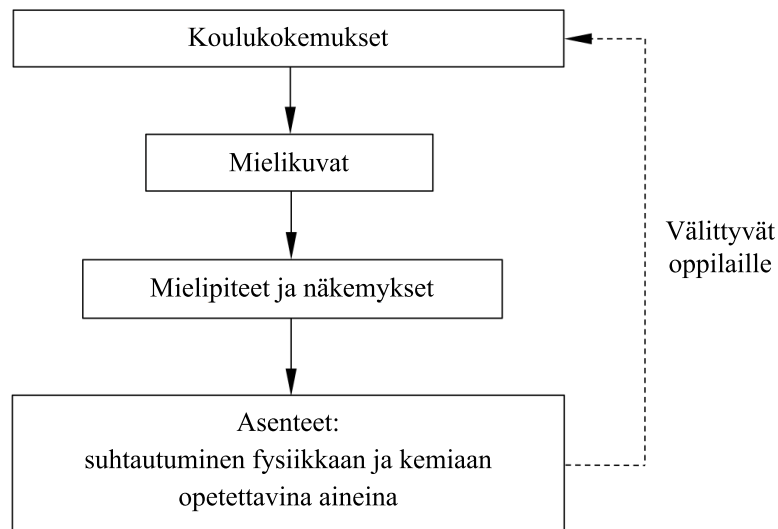 Koulukokemukset
Mielikuvat
Mielipiteet ja näkemykset
Asenteet:
suhtautuminen fysiikkaan ja kemiaan
opetettavina aineina
Välittyvät
oppilaille